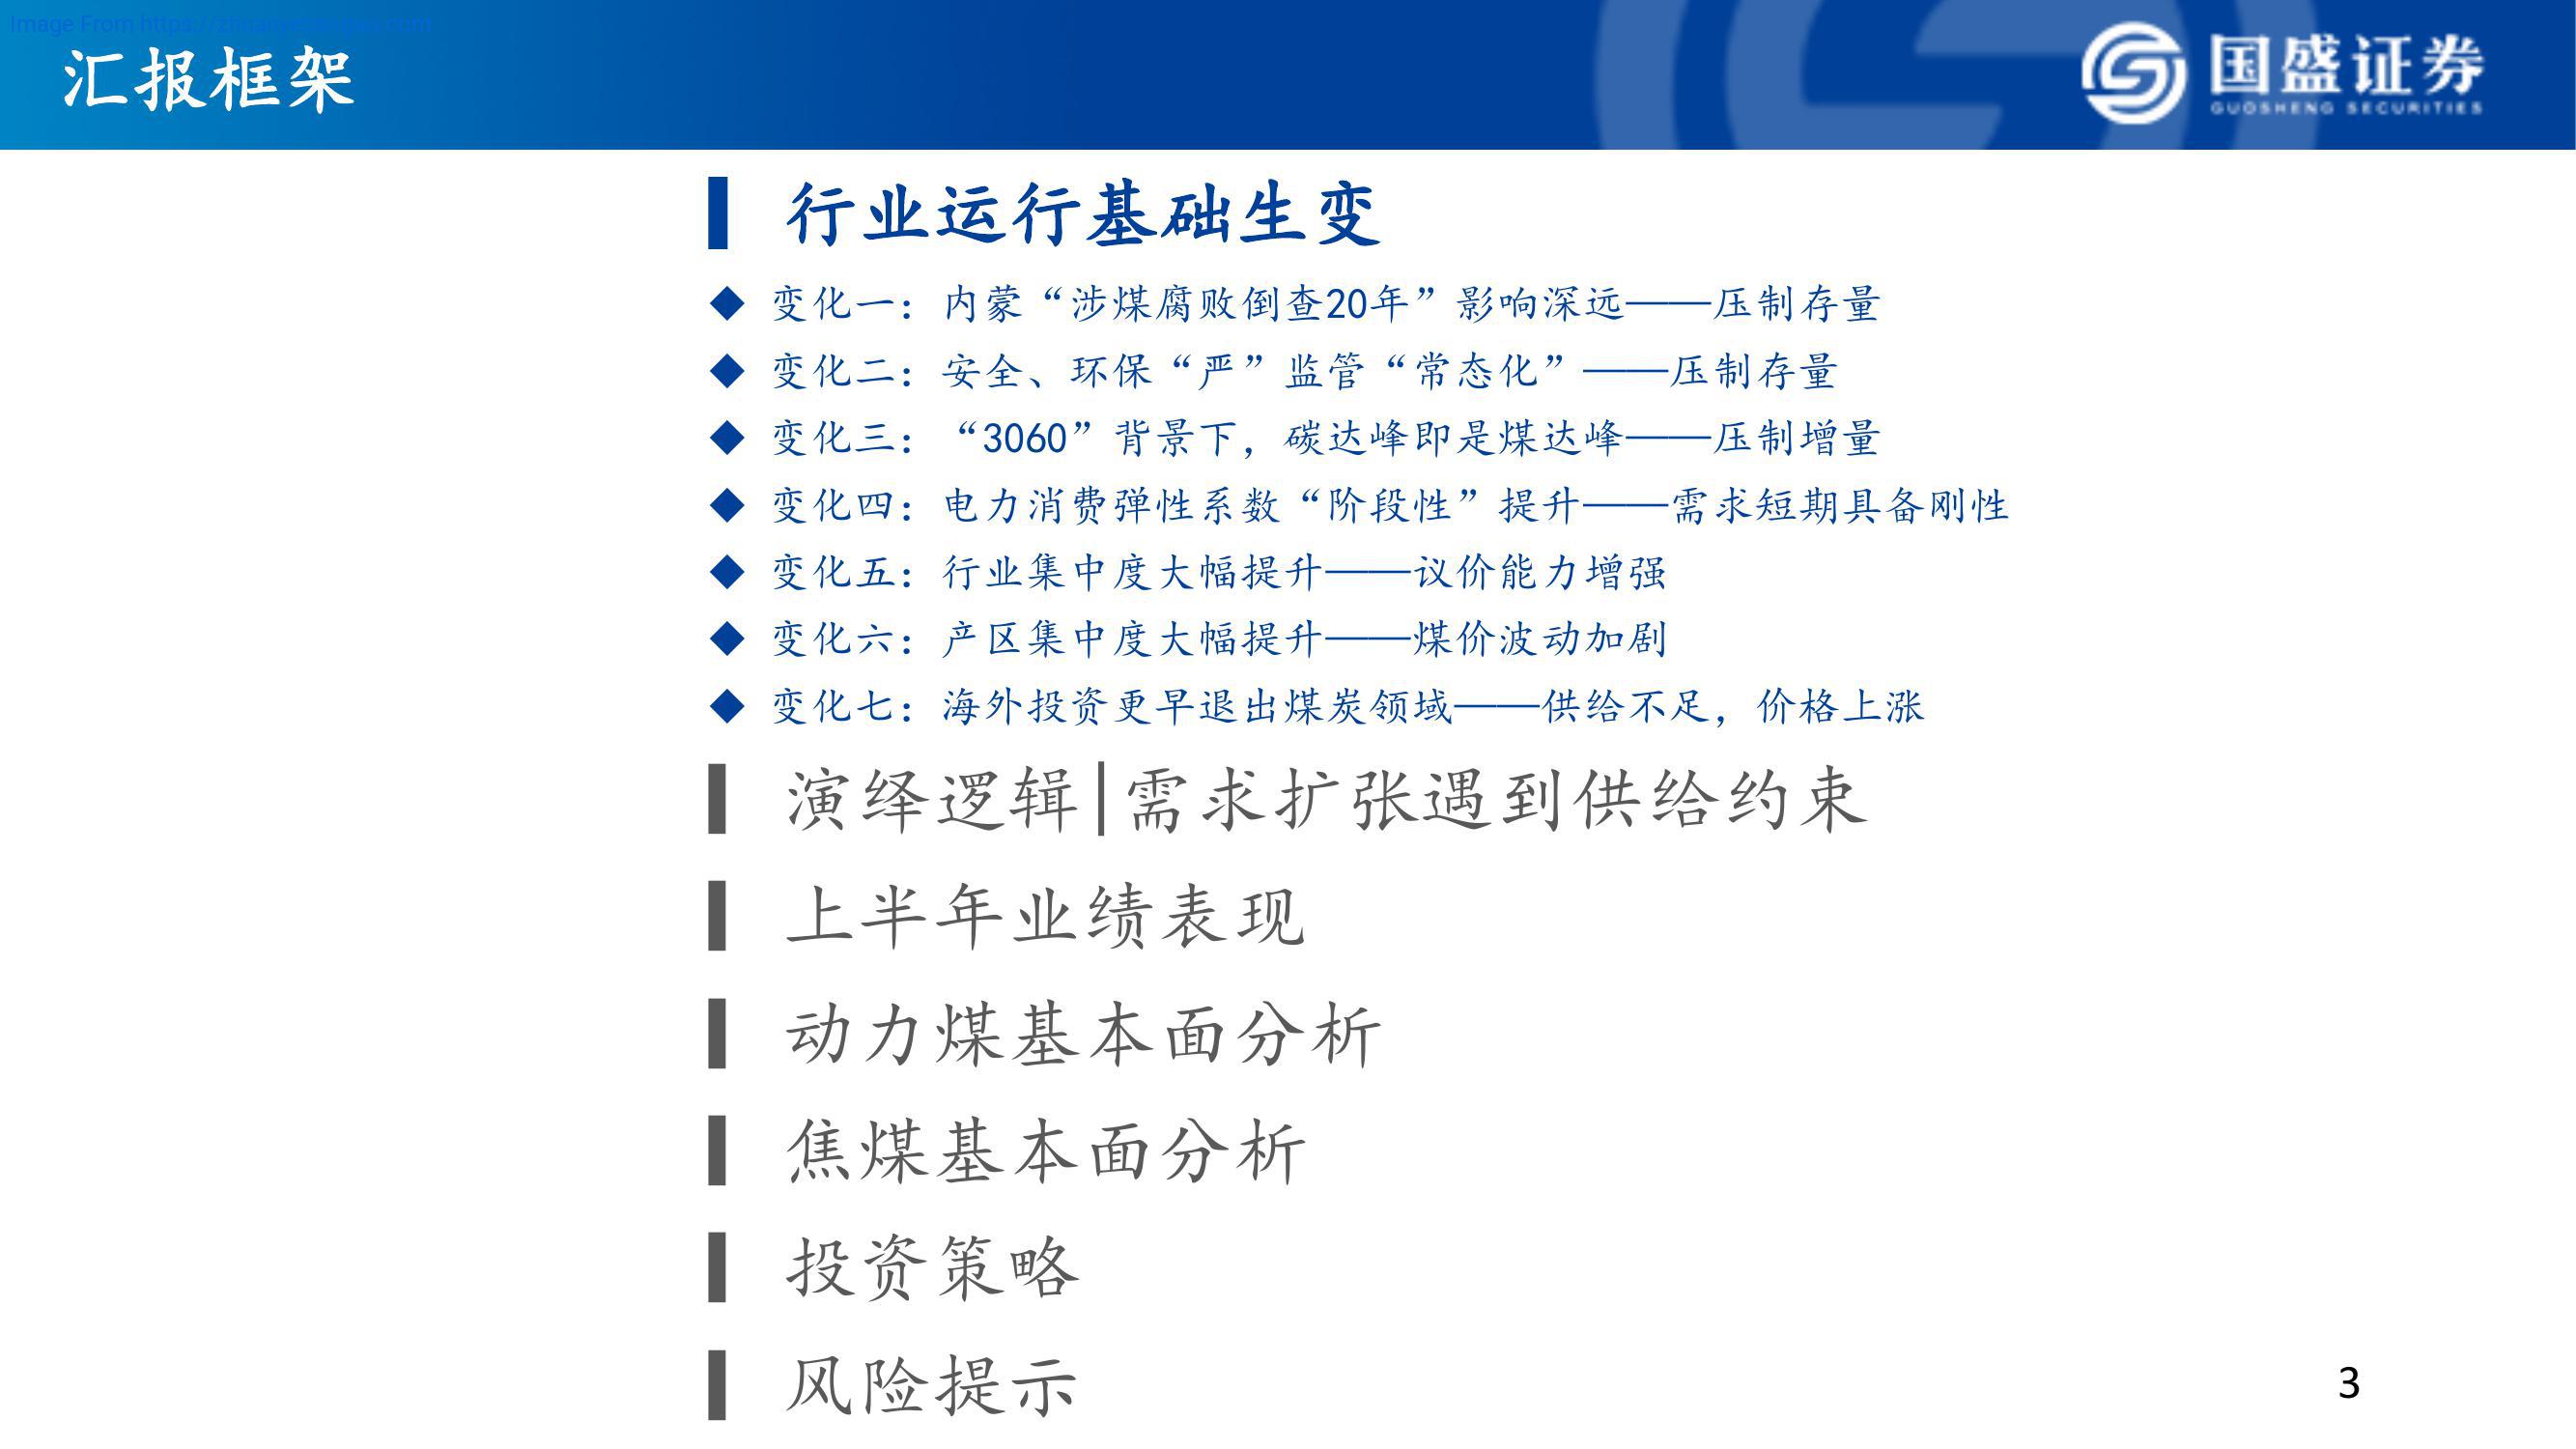 Image From https://zhuanye
汇报框架
国盛证券
GUOSHENG SECURITIES
行业运行基础生变
变化一：内蒙“涉煤腐败倒查20年”影响深远——压制存量
变化二：安全、环保“严”监管“常态化”——压制存量
变化三：“3060”背景下，碳达峰即是煤达峰——压制增量
变化四：电力消费弹性系数“阶段性”提升——需求短期具备刚性
变化五：行业集中度大幅提升——议价能力增强
变化六：产区集中度大幅提升——煤价波动加剧
变化七：海外投资更早退出煤炭领域——供给不足，价格上涨
演绎逻辑|需求扩张遇到供给约束
上半年业绩表现
动力煤基本面分析
焦煤基本面分析
投资策略
风险提示
3